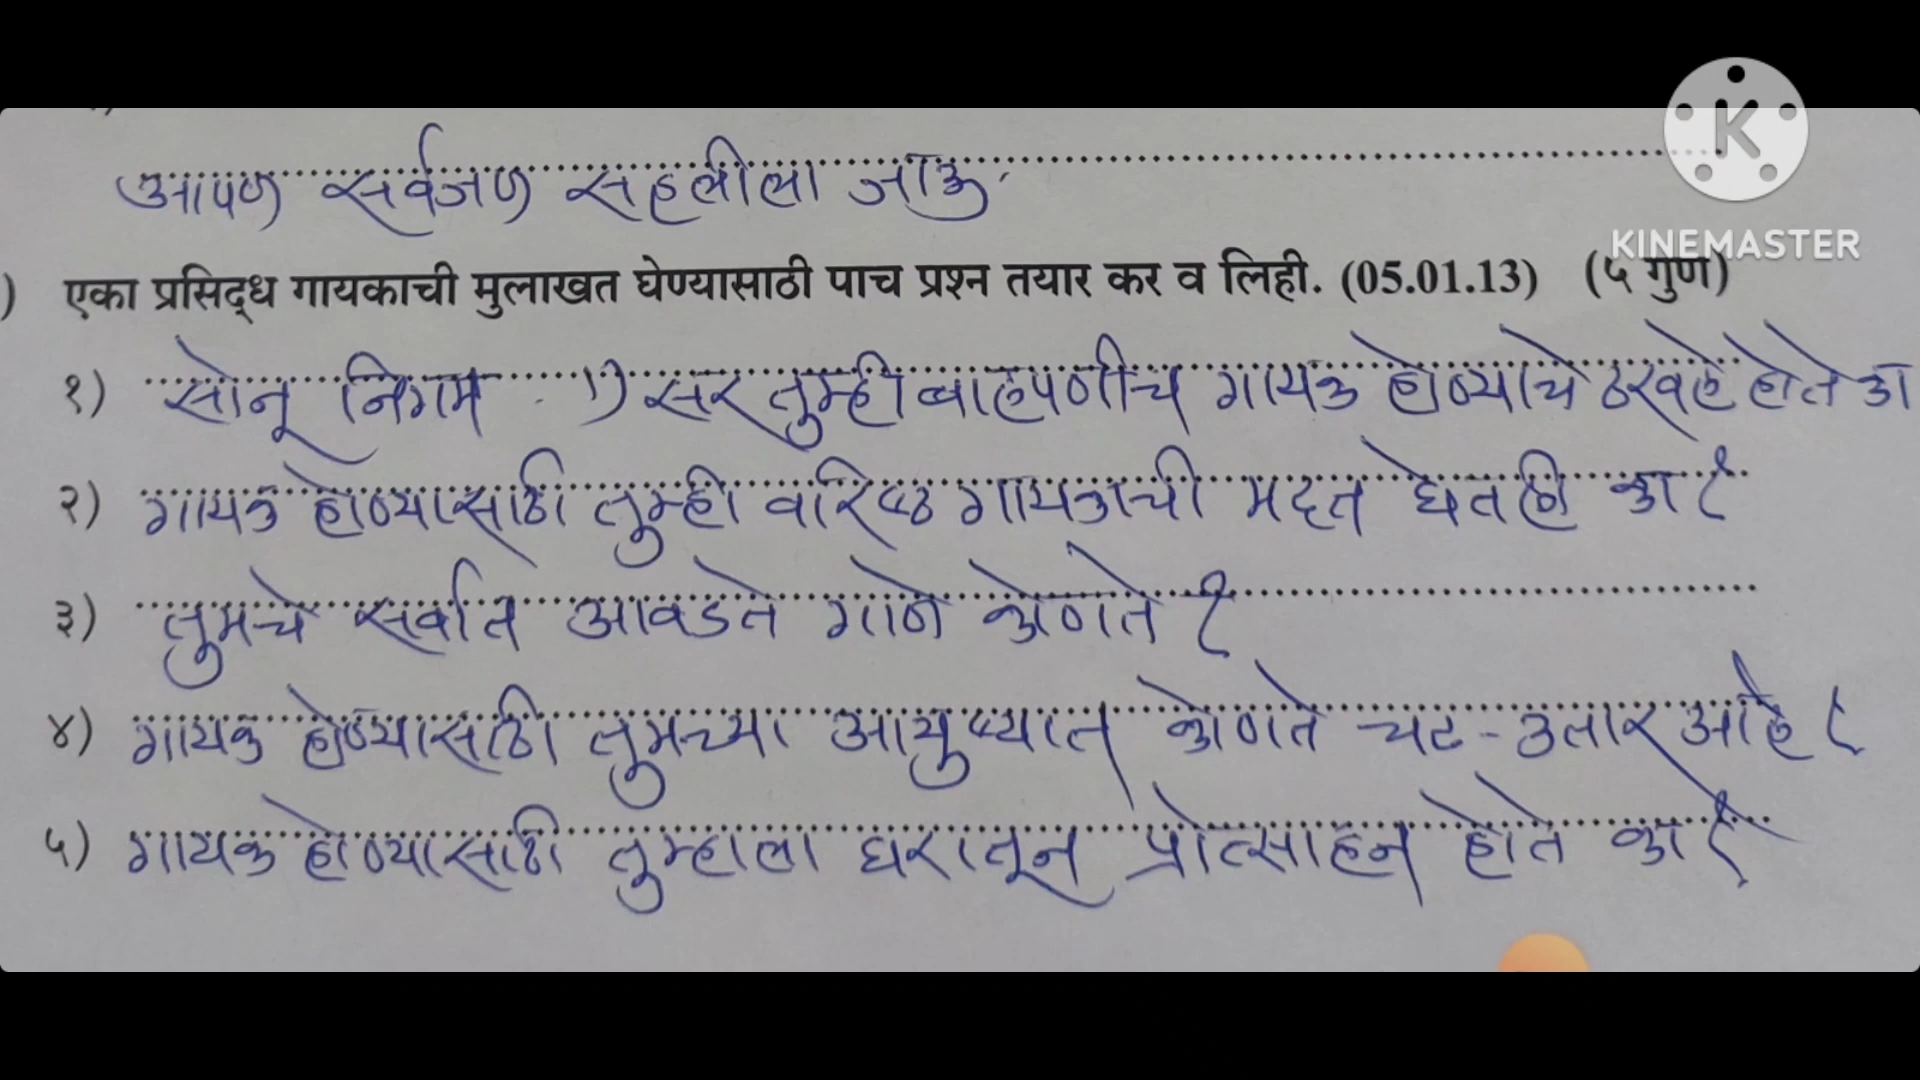 आपण सर्वजण सहलीला जाऊ.
KINEMASTER
) एका प्रसिद्ध गायकाची मुलाखत घेण्यासाठी पाच प्रश्न तयार कर व लिही. (05.01.13) (५ गुण)
१) सोनू निगम १) सर तुम्ही बालपणीच गायक होण्याचे ठरवले होते का
२) गायक होण्यासाठी तुम्ही वरिष्ठ गायकाची मदत घेतली का?
३) तुमचे सर्वात आवडते गाणे कोणते?
४) गायक होण्यासाठी तुमच्या आयुष्यात कोणते चढ-उतार आहे?
५) गायक होण्यासाठी तुम्हाला घरातून प्रोत्साहन होते का?